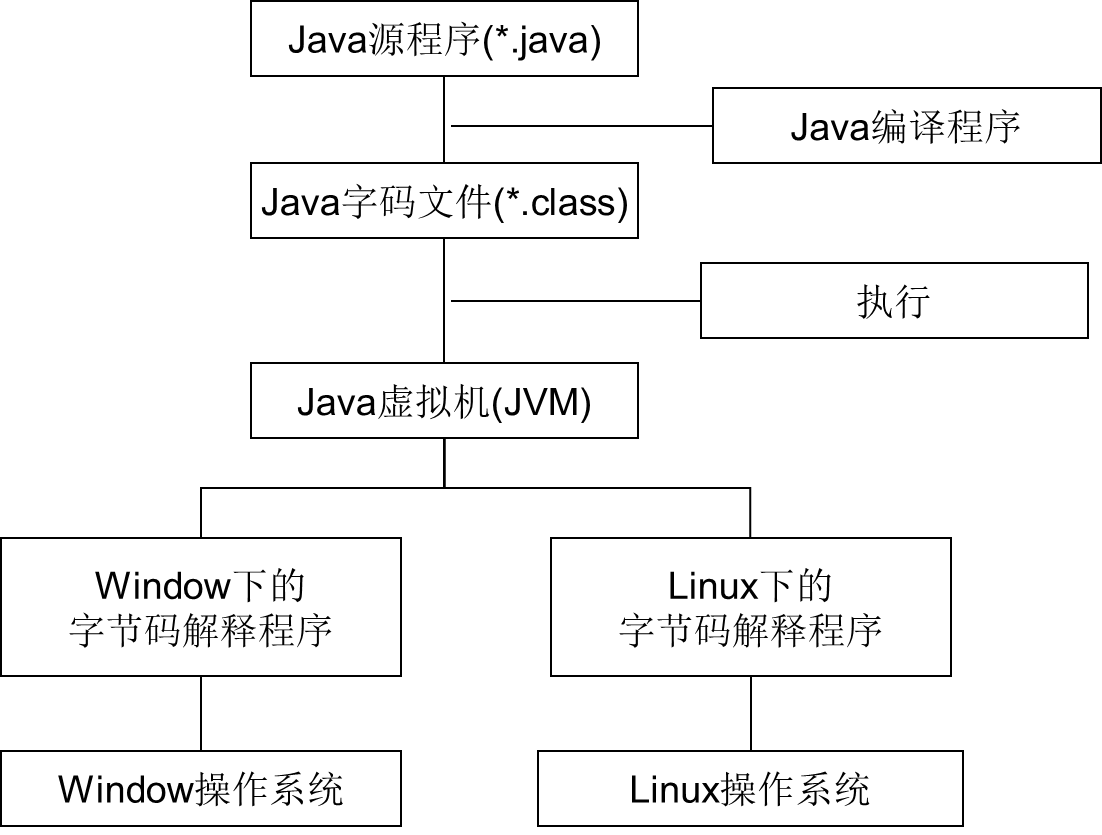 Java源程序(*.java)
Java编译程序
Java字码文件(*.class)
执行
Java虚拟机(JVM)
Window下的
字节码解释程序
Linux下的
字节码解释程序
Window操作系统
Linux操作系统